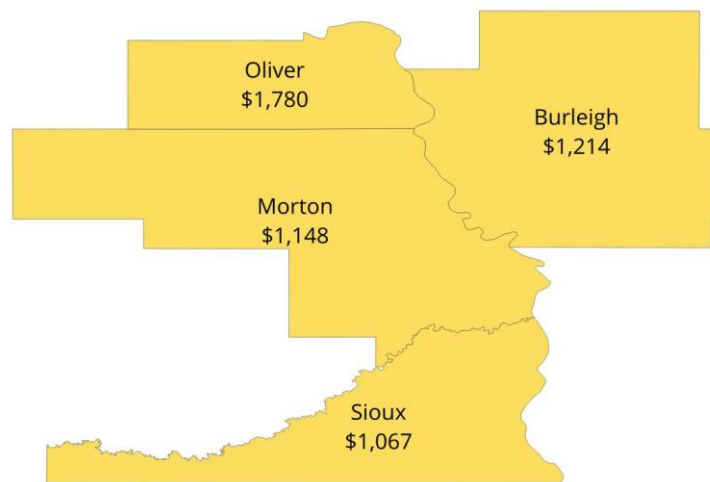 Oliver
$1,780
Burleigh
$1,214
Morton
$1,148
Sioux
$1,067